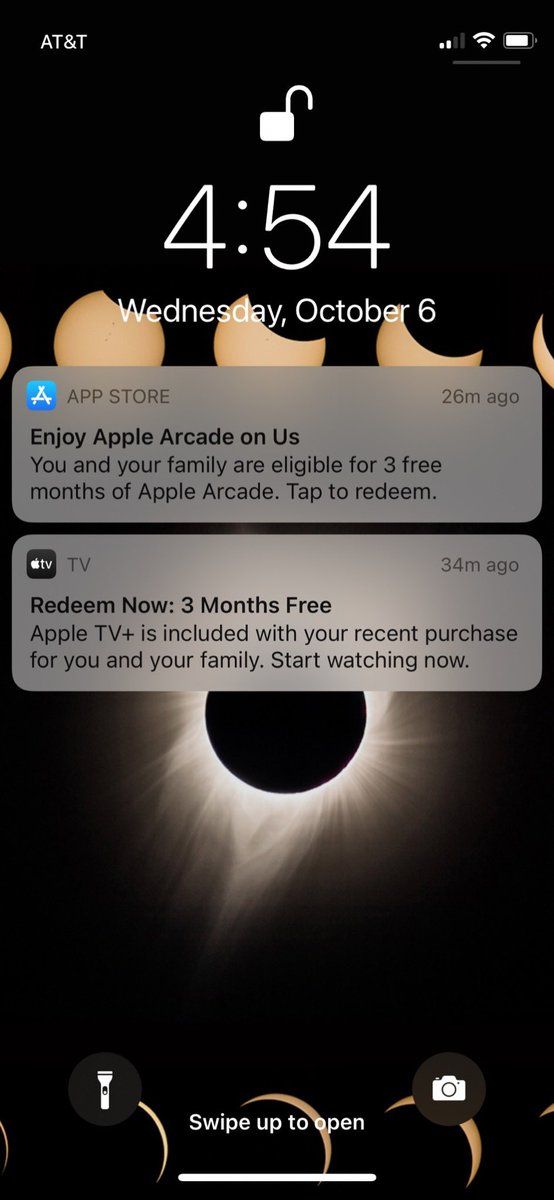 AT&T
4:54
Wednesday, October 6
APP STORE
26m ago
Enjoy Apple Arcade on Us
You and your family are eligible for 3 free
months of Apple Arcade. Tap to redeem.
tv
TV
34m ago
Redeem Now: 3 Months Free
Apple TV+ is included with your recent purchase
for you and your family. Start watching now.
Swipe up to open